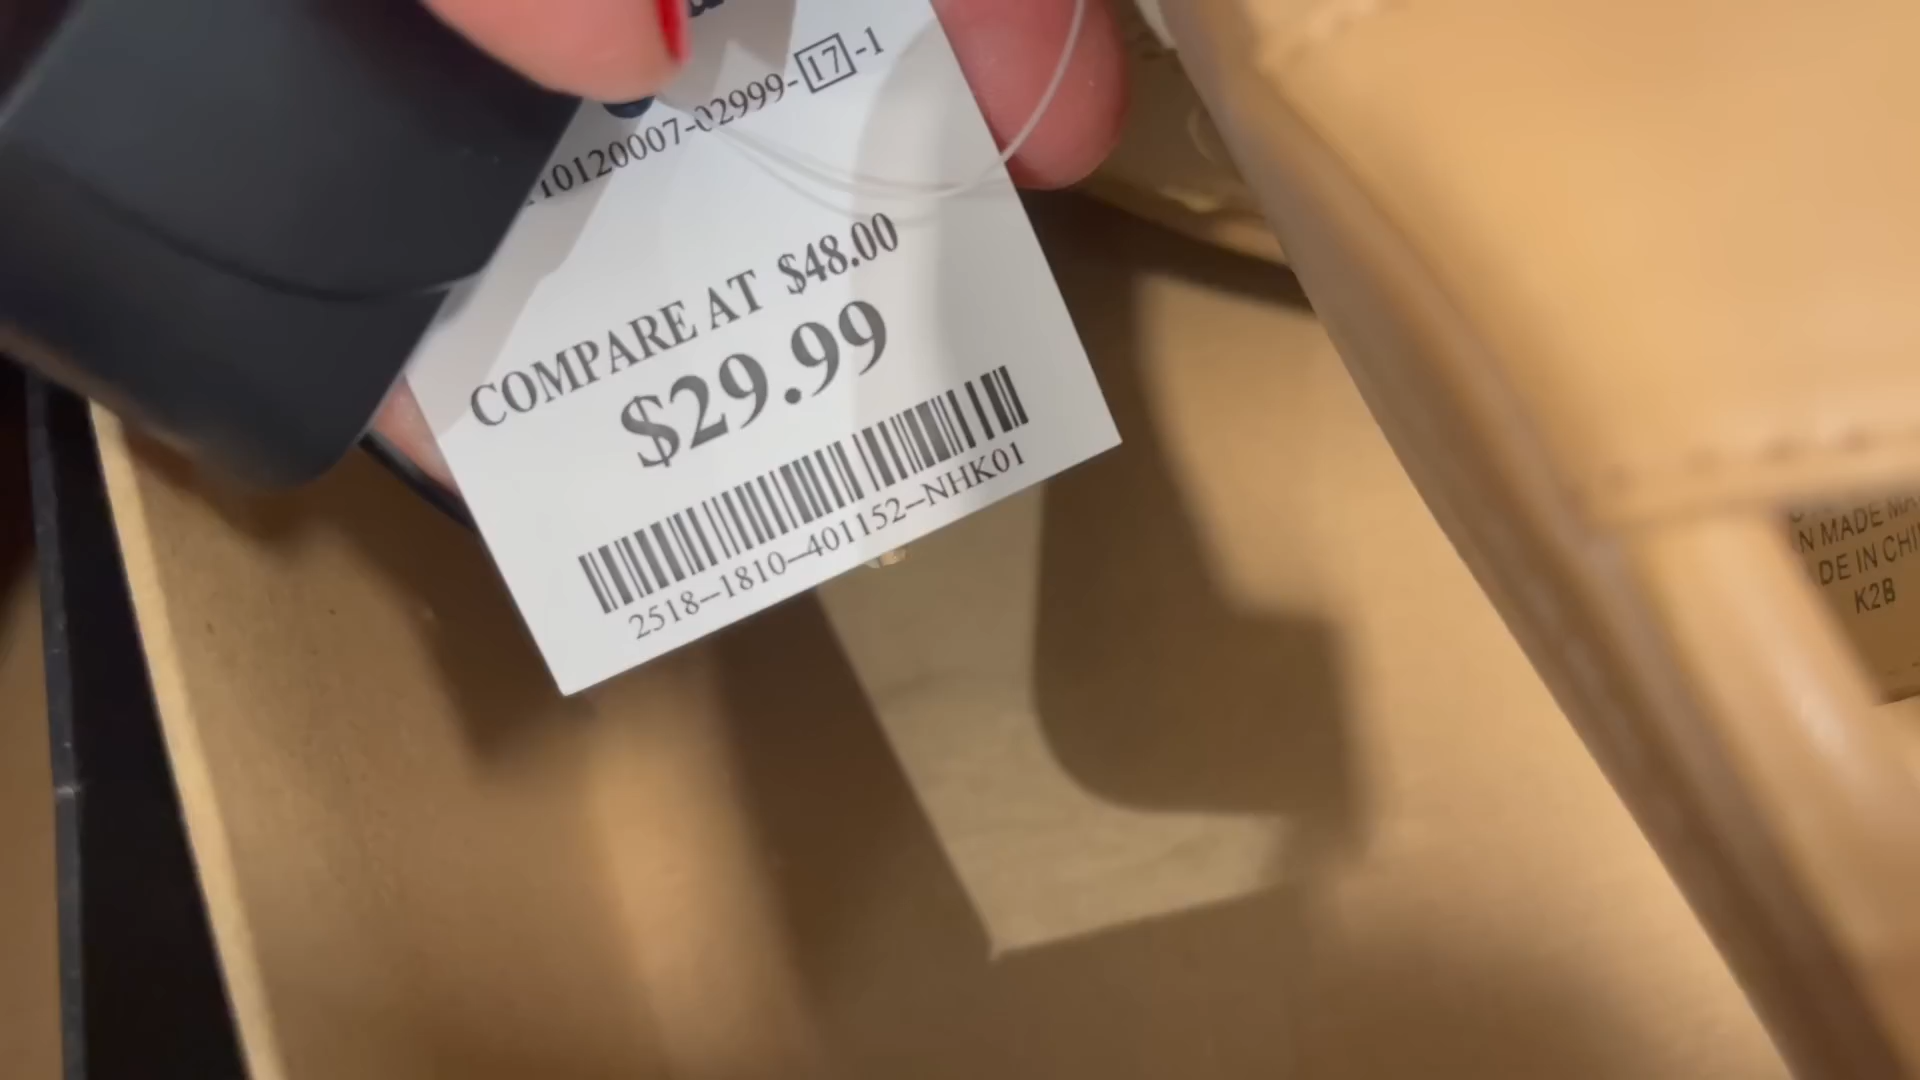 10120007-02999-17-1
COMPARE AT $48.00
$29.99
2518-1810-401152-NHK01
N MADE MA
DE IN CHI
K2B